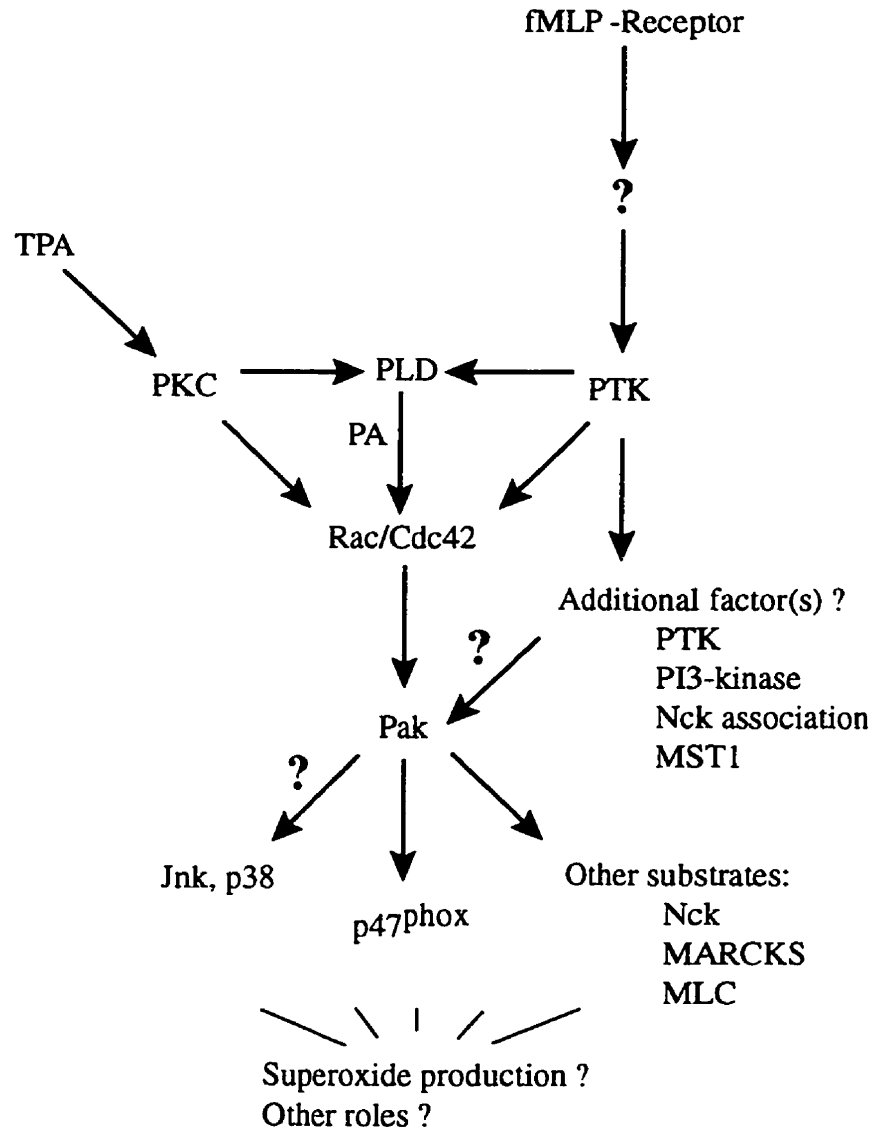 fMLP -Receptor
?
TPA
PKC
PLD
PTK
PA
Rac/Cdc42
Additional factor(s) ?
PTK
PI3-kinase
Nck association
MST1
?
Pak
?
Jnk, p38
p47phox
Other substrates:
Nck
MARCKS
MLC
Superoxide production ?
Other roles ?